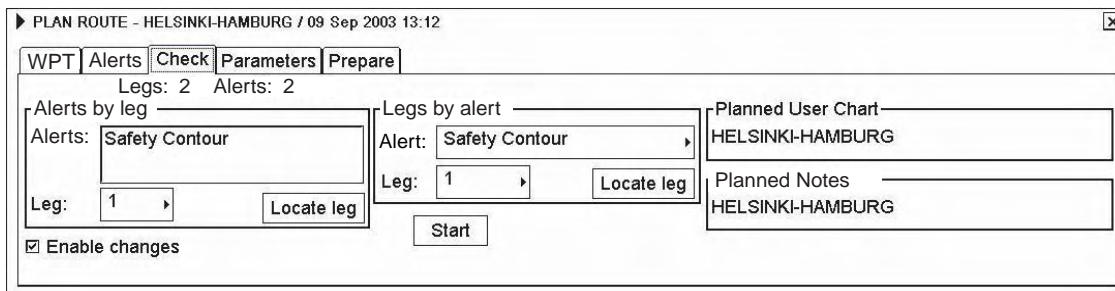 PLAN ROUTE - HELSINKI-HAMBURG / 09 Sep 2003 13:12
WPT Alerts Check Parameters Prepare
Legs: 2 Alerts: 2
Alerts by leg
Alerts: Safety Contour
Leg: 1 Locate leg
Enable changes
Legs by alert
Alert: Safety Contour
Leg: 1 Locate leg
Start
Planned User Chart
HELSINKI-HAMBURG
Planned Notes
HELSINKI-HAMBURG